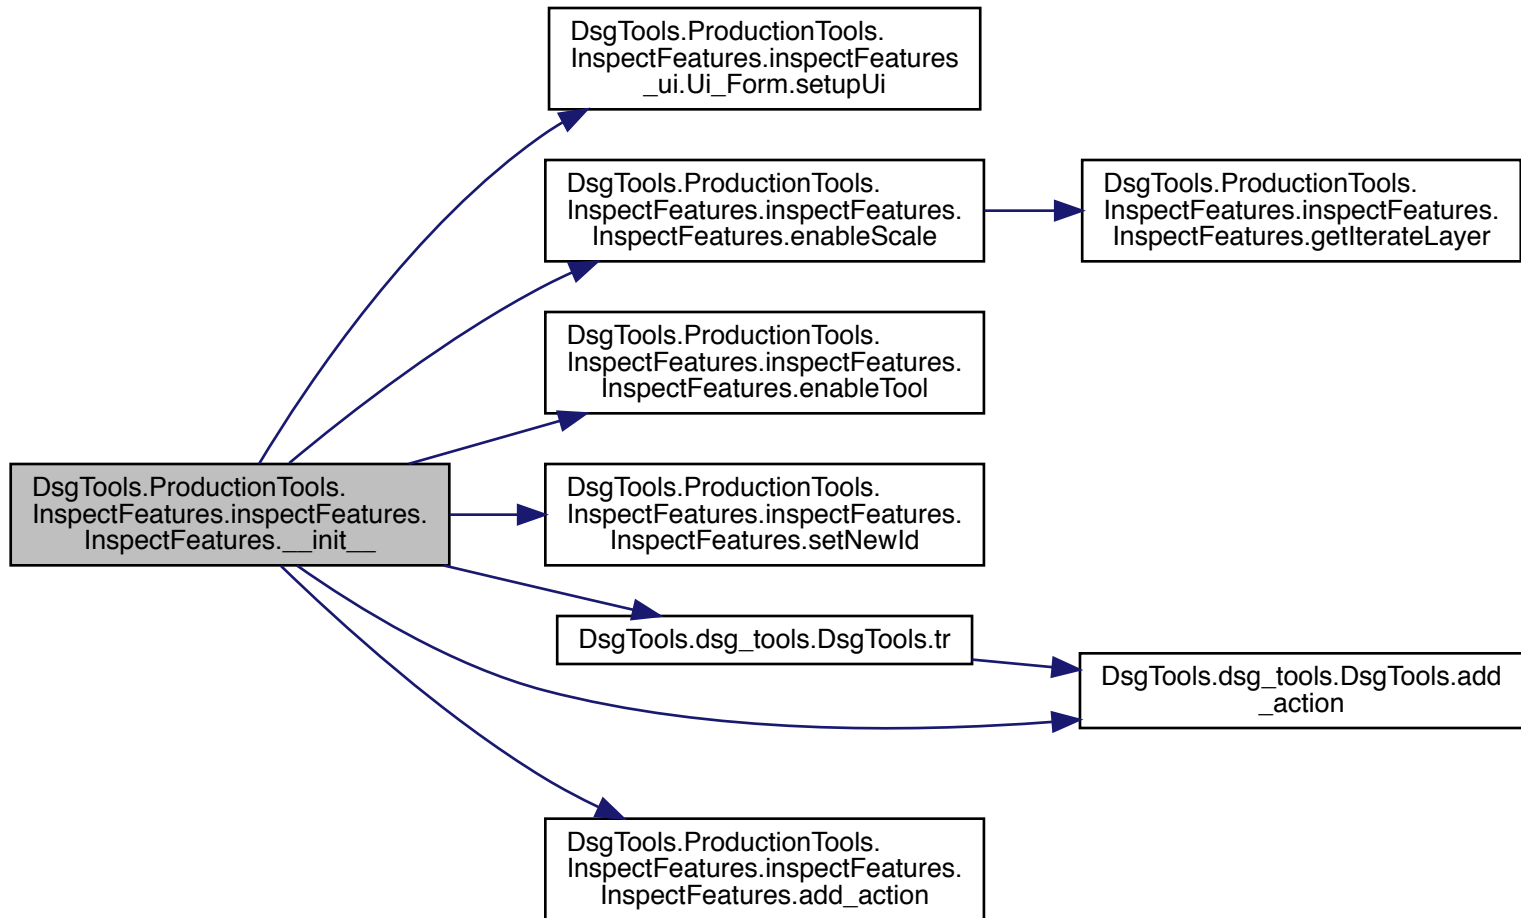 DsgTools.ProductionTools.
InspectFeatures.inspectFeatures
_ui.Ui_Form.setupUi
DsgTools.ProductionTools.
InspectFeatures.inspectFeatures.
InspectFeatures.enableScale
DsgTools.ProductionTools.
InspectFeatures.inspectFeatures.
InspectFeatures.getIterateLayer
DsgTools.ProductionTools.
InspectFeatures.inspectFeatures.
InspectFeatures.enableTool
DsgTools.ProductionTools.
InspectFeatures.inspectFeatures.
InspectFeatures.__init__
DsgTools.ProductionTools.
InspectFeatures.inspectFeatures.
InspectFeatures.setNewId
DsgTools.dsg_tools.DsgTools.tr
DsgTools.dsg_tools.DsgTools.add
_action
DsgTools.ProductionTools.
InspectFeatures.inspectFeatures.
InspectFeatures.add_action